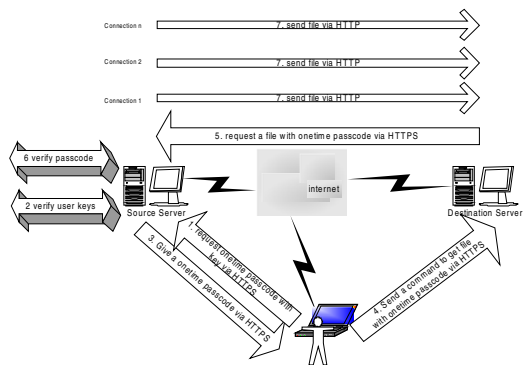 Connection n
7. send file via HTTP
Connection 2
7. send file via HTTP
Connection 1
7. send file via HTTP
5. request a file with onetime passcode via HTTPS
6 verify passcode
internet
2 verify user keys
Source Server
Destination Server
1. request onetime passcode with
key via HTTPS
3. Give a onetime passcode via HTTPS
4. Send a command to get file
with onetime passcode via HTTPS